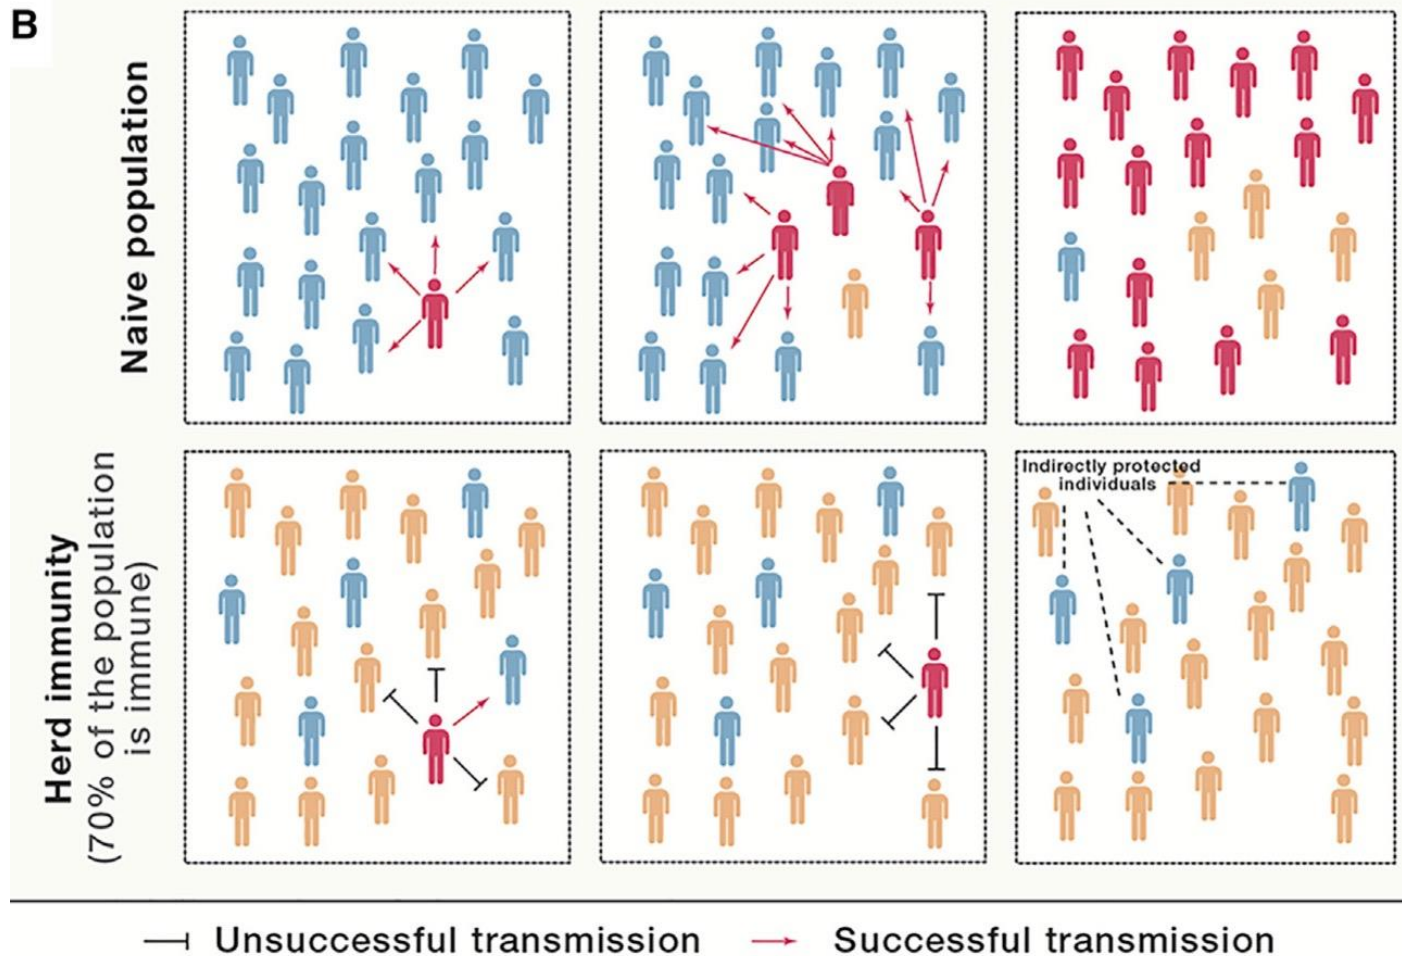 B
Naive population
Herd immunity
(70% of the population
is immune)
Indirectly protected
individuals
Unsuccessful transmission
Successful transmission